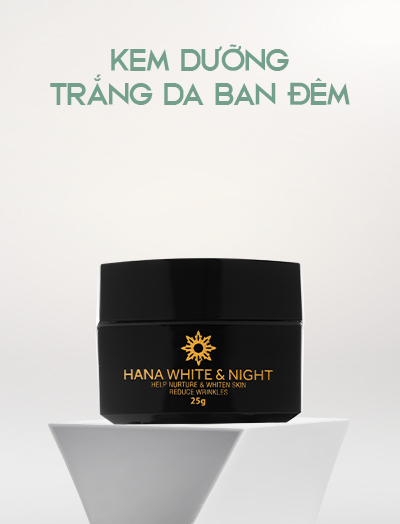 KEM DƯỠNG
TRẮNG DA BAN ĐÊM
HANA WHITE & NIGHT
HELP NURTURE & WHITEN SKIN
REDUCE WRINKLES
25g